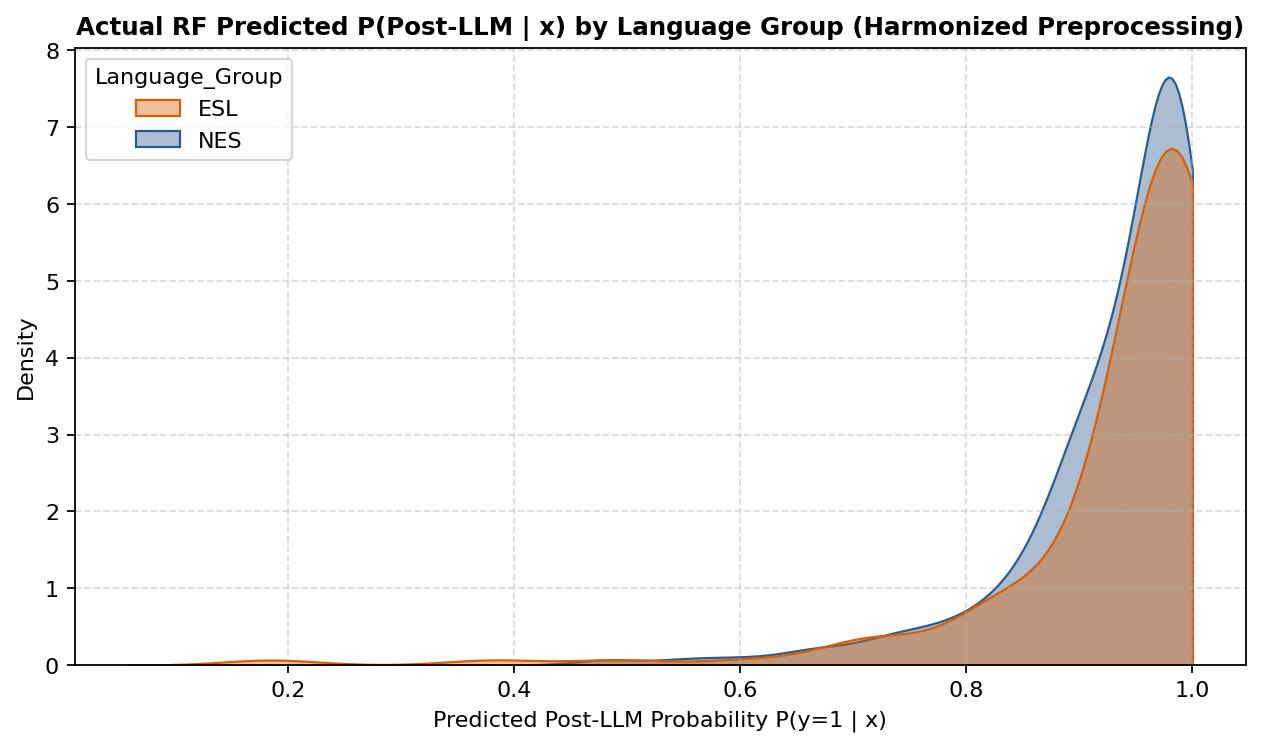 Actual RF Predicted P(Post-LLM | x) by Language Group (Harmonized Preprocessing)
Language_Group
ESL
NES
Density
8
7
6
5
4
3
2
1
0
0.2 0.4 0.6 0.8 1.0
Predicted Post-LLM Probability P(y=1 | x)